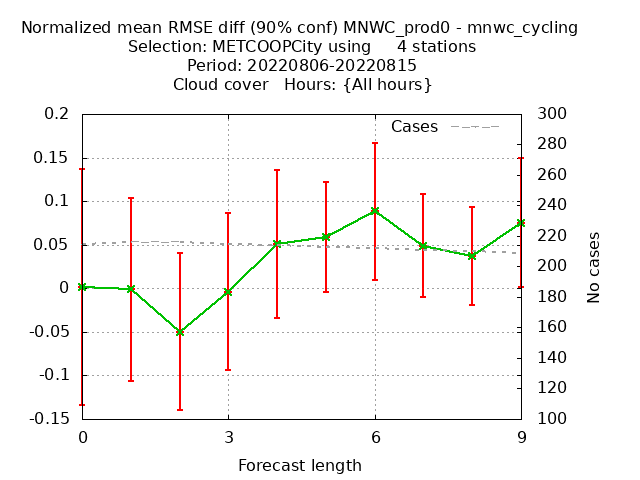 Normalized mean RMSE diff (90% conf) MNWC_prod0 - mnwc_cycling
Selection: METCOOPCity using     4 stations
Period: 20220806-20220815
Cloud cover   Hours: {All hours}
Cases
0.2
0.15
0.1
0.05
0
-0.05
-0.1
-0.15
300
280
260
240
220
200
180
160
140
120
100
No cases
0 3 6 9
Forecast length